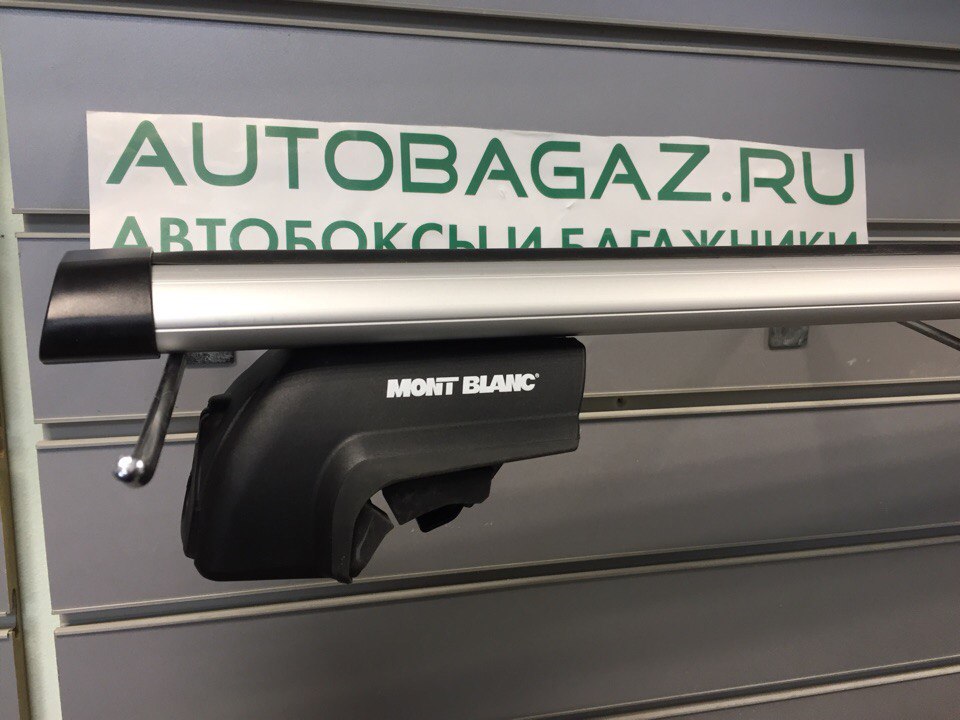 AUTOBAGAZ.RU
АВТОБОКСЫ И БАГАЖНИКИ
MONT BLANC®